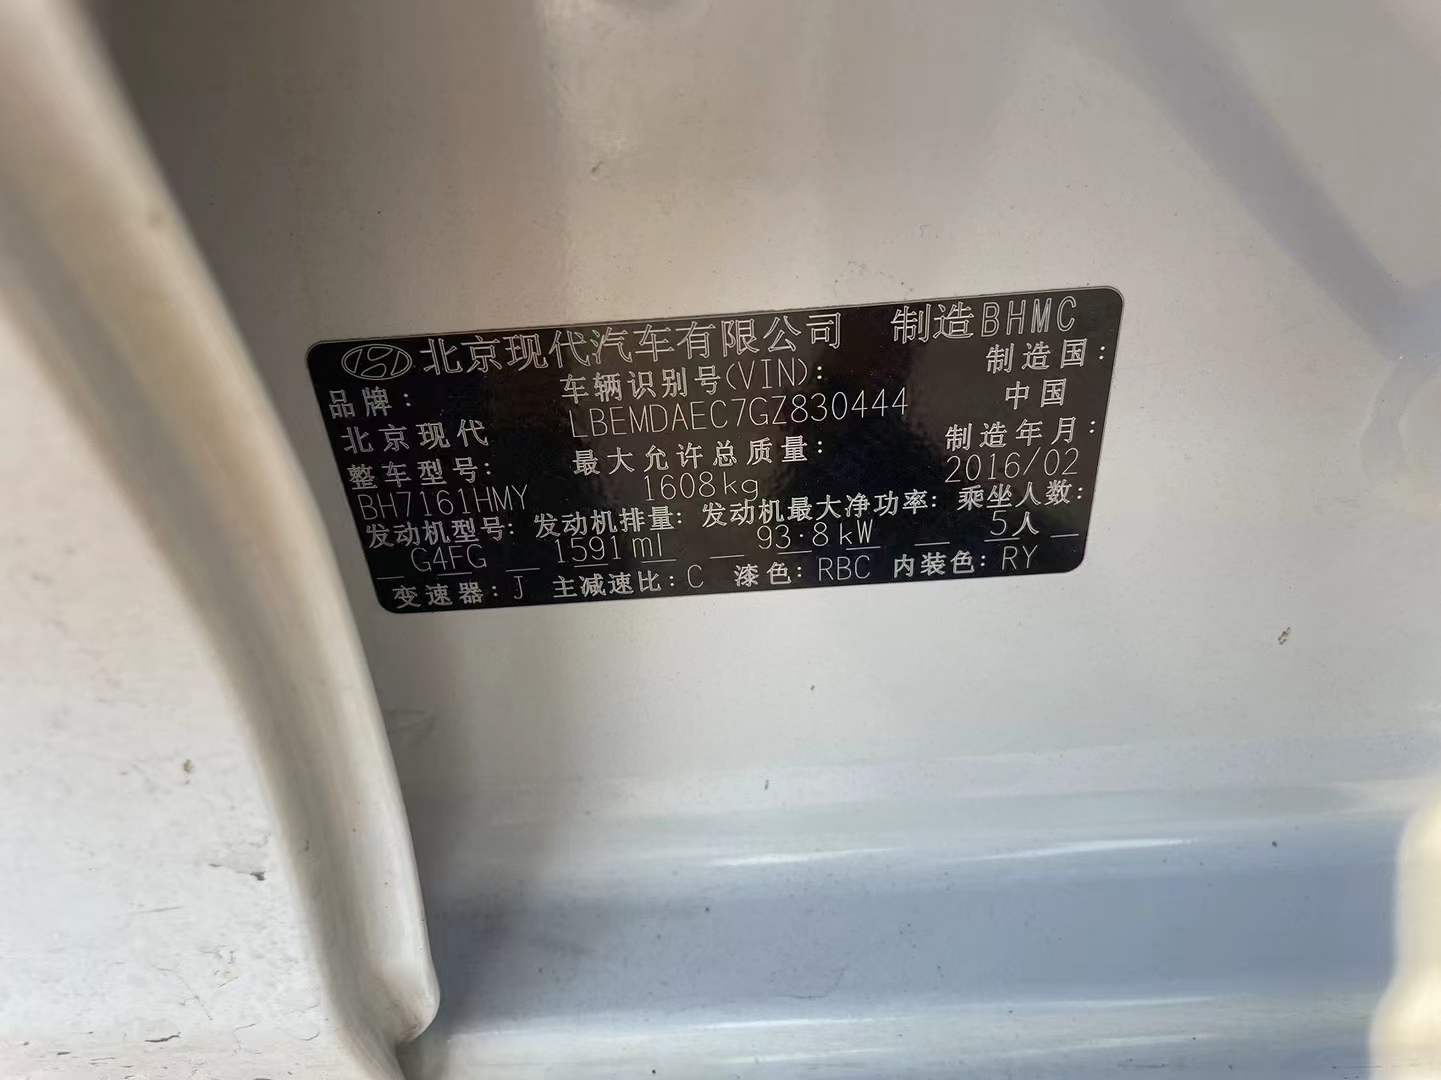 北京现代汽车有限公司 制造BHMC
品牌: 车辆识别号(VIN): 制造国:
北京现代 LBEMDAEC7GZ830444 中国
整车型号: 最大允许总质量: 制造年月:
BH7161HMY 1608kg 2016/02
发动机型号: 发动机排量: 发动机最大净功率: 乘坐人数:
G4FG 1591ml 93.8kW 5人
变速器: J 主减速比: C 漆色: RBC 内装色: RY